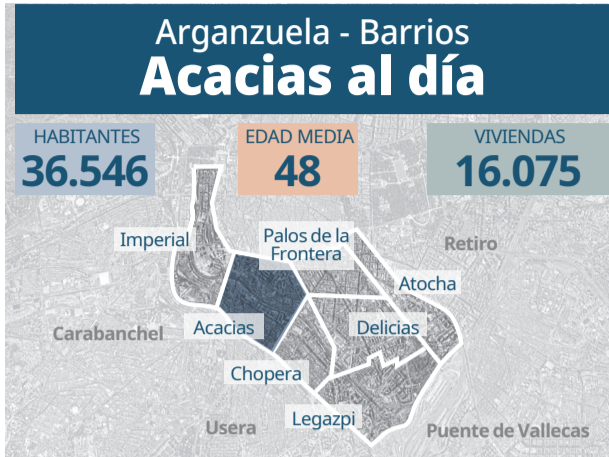 Arganzuela - Barrios
Acacias al día
HABITANTES
36.546
EDAD MEDIA
48
VIVIENDAS
16.075
Imperial
Palos de la
Frontera
Retiro
Atocha
Carabanchel
Acacias
Delicias
Chopera
Legazpi
Usera
Puente de Vallecas